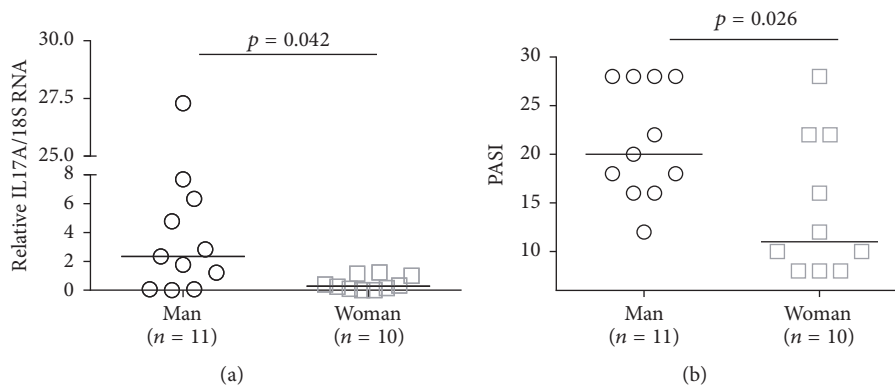 30.0
27.5
25.0
8
6
4
2
0
Relative IL17A/18S RNA
p = 0.042
Man
(n = 11)
Woman
(n = 10)
(a)
30
25
20
15
10
PASI
p = 0.026
Man
(n = 11)
Woman
(n = 10)
(b)